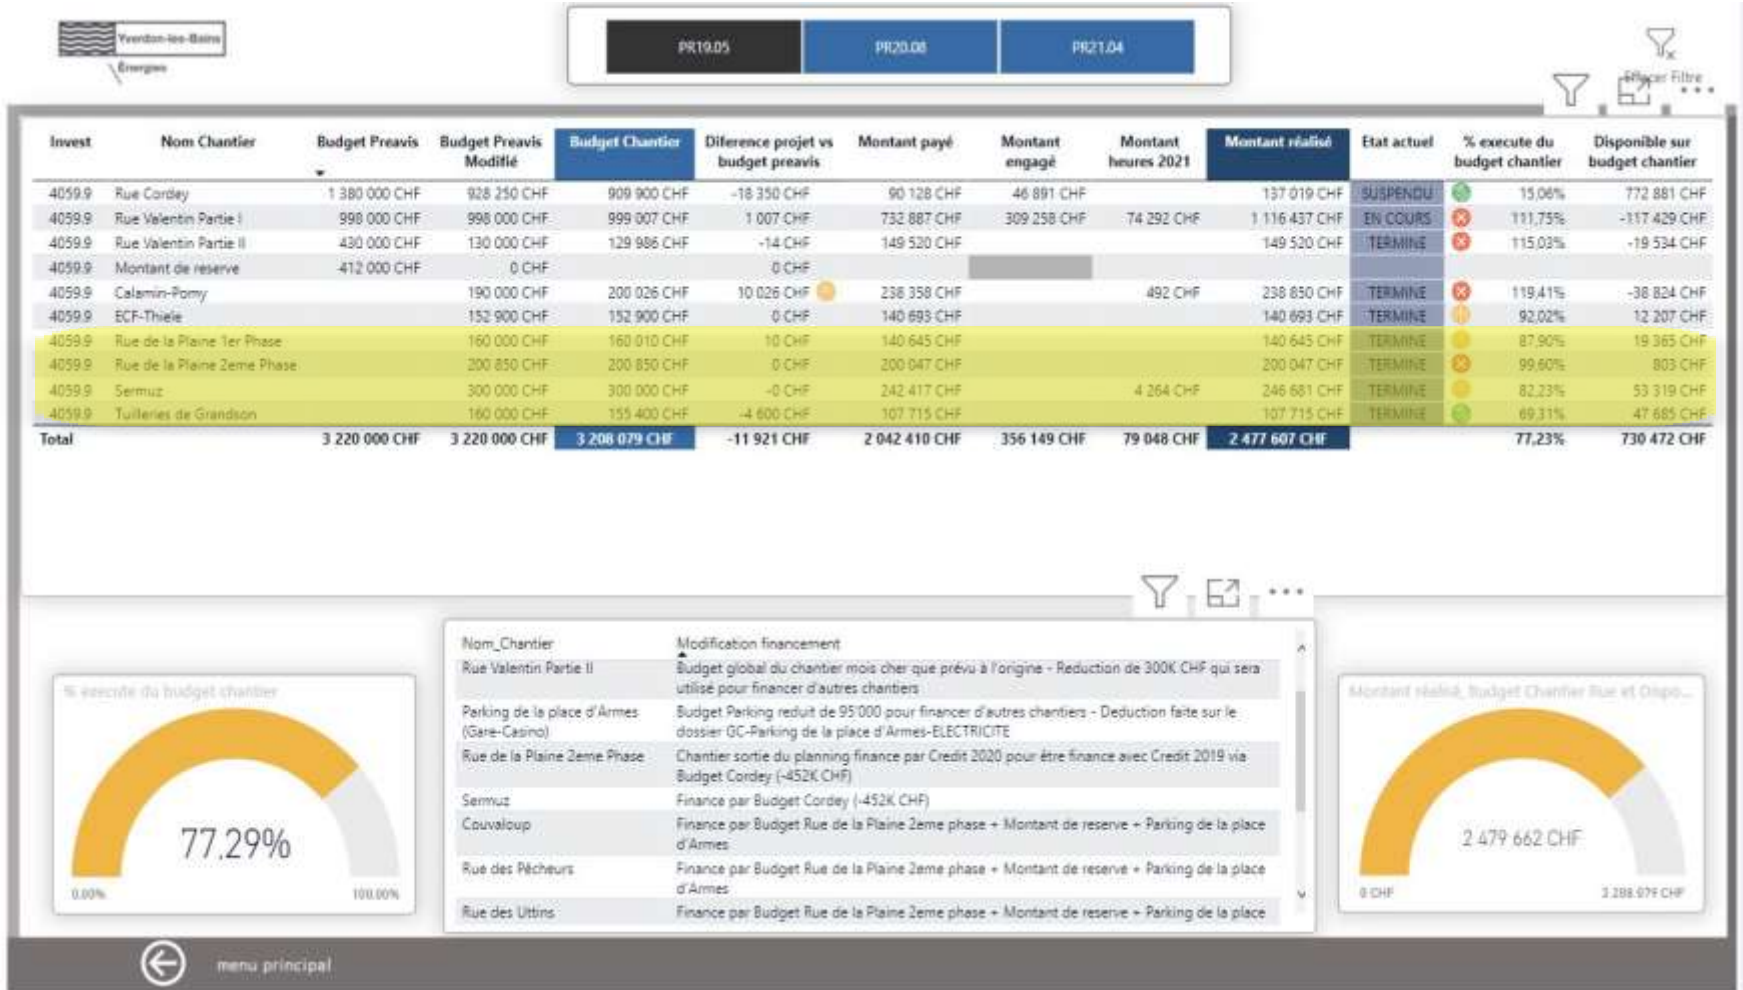 Yverdon-les-Bains
Énergies
PR19.05 PR20.08 PR21.04
Effacer Filtre
Invest Nom Chantier Budget Preavis Budget Preavis Modifié Budget Chantier Diference projet vs budget preavis Montant payé Montant engagé Montant heures 2021 Montant réalisé Etat actuel % execute du budget chantier Disponible sur budget chantier
4059.9 Rue Cordey 1 380 000 CHF 928 250 CHF 909 900 CHF -18 350 CHF 90 128 CHF 46 891 CHF 137 019 CHF SUSPENDU 15,06% 772 881 CHF
4059.9 Rue Valentin Partie I 998 000 CHF 998 000 CHF 999 007 CHF 1 007 CHF 732 887 CHF 309 258 CHF 74 292 CHF 1 116 437 CHF EN COURS 111,75% -117 429 CHF
4059.9 Rue Valentin Partie II 430 000 CHF 130 000 CHF 129 986 CHF -14 CHF 149 520 CHF 149 520 CHF TERMINE 115,03% -19 534 CHF
4059.9 Montant de reserve 412 000 CHF 0 CHF 0 CHF
4059.9 Calamin-Pomy 190 000 CHF 200 026 CHF 10 026 CHF 238 358 CHF 492 CHF 238 850 CHF TERMINE 119,41% -38 824 CHF
4059.9 ECF-Thiele 152 900 CHF 152 900 CHF 0 CHF 140 693 CHF 140 693 CHF TERMINE 92,02% 12 207 CHF
4059.9 Rue de la Plaine 1er Phase 160 000 CHF 160 010 CHF 10 CHF 140 645 CHF 140 645 CHF TERMINE 87,90% 19 365 CHF
4059.9 Rue de la Plaine 2eme Phase 200 850 CHF 200 850 CHF 0 CHF 200 047 CHF 200 047 CHF TERMINE 99,60% 803 CHF
4059.9 Sermuz 300 000 CHF 300 000 CHF -0 CHF 242 417 CHF 4 264 CHF 246 681 CHF TERMINE 82,23% 53 319 CHF
4059.9 Tuilleries de Grandson 160 000 CHF 155 400 CHF -4 600 CHF 107 715 CHF 107 715 CHF TERMINE 69,31% 47 685 CHF
Total 3 220 000 CHF 3 220 000 CHF 3 208 079 CHF -11 921 CHF 2 042 410 CHF 356 149 CHF 79 048 CHF 2 477 607 CHF 77,23% 730 472 CHF
Nom_Chantier Modification financement
Rue Valentin Partie II Budget global du chantier mois cher que prévu à l'origine - Reduction de 300K CHF qui sera
utilisé pour financer d'autres chantiers
Parking de la place d'Armes Budget Parking reduit de 95'000 pour financer d'autres chantiers - Deduction faite sur le
(Gare-Casino) dossier GC-Parking de la place d'Armes-ELECTRICITE
Rue de la Plaine 2eme Phase Chantier sortie du planning finance par Credit 2020 pour être finance avec Credit 2019 via
Budget Cordey (-452K CHF)
Sermuz Finance par Budget Cordey (-452K CHF)
Couvaloup Finance par Budget Rue de la Plaine 2eme phase + Montant de reserve + Parking de la place
d'Armes
Rue des Pêcheurs Finance par Budget Rue de la Plaine 2eme phase + Montant de reserve + Parking de la place
d'Armes
Rue des Uttins Finance par Budget Rue de la Plaine 2eme phase + Montant de reserve + Parking de la place
% execute du budget chantier
77,29%
0,00% 100,00%
Montant réalisé, Budget Chantier Rue et Dispo...
2 479 662 CHF
0 CHF 3 208 079 CHF
menu principal